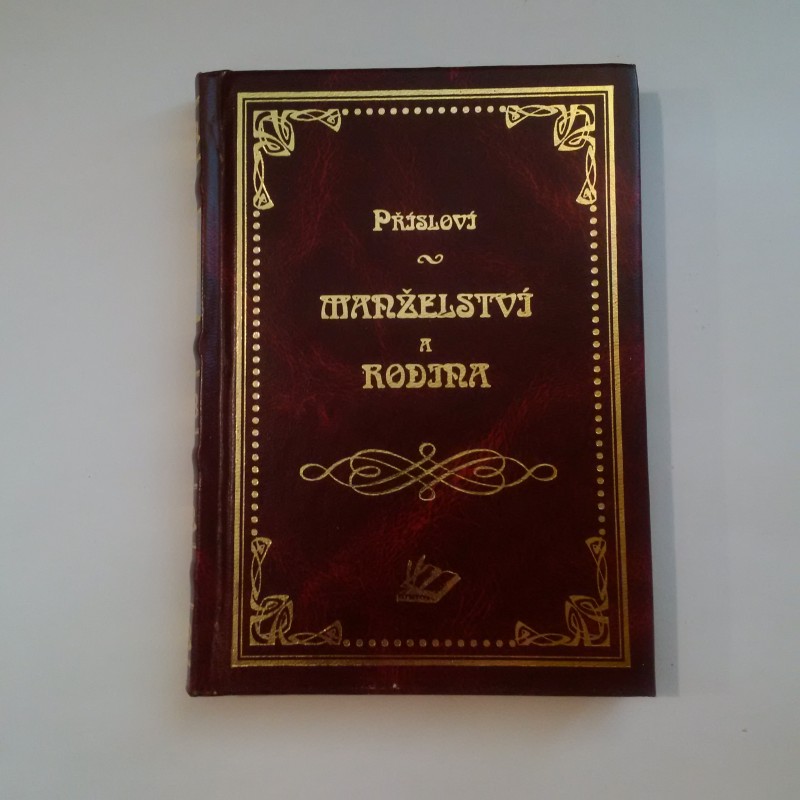 Přísloví
~
MANŽELSTVÍ
A
RODINA